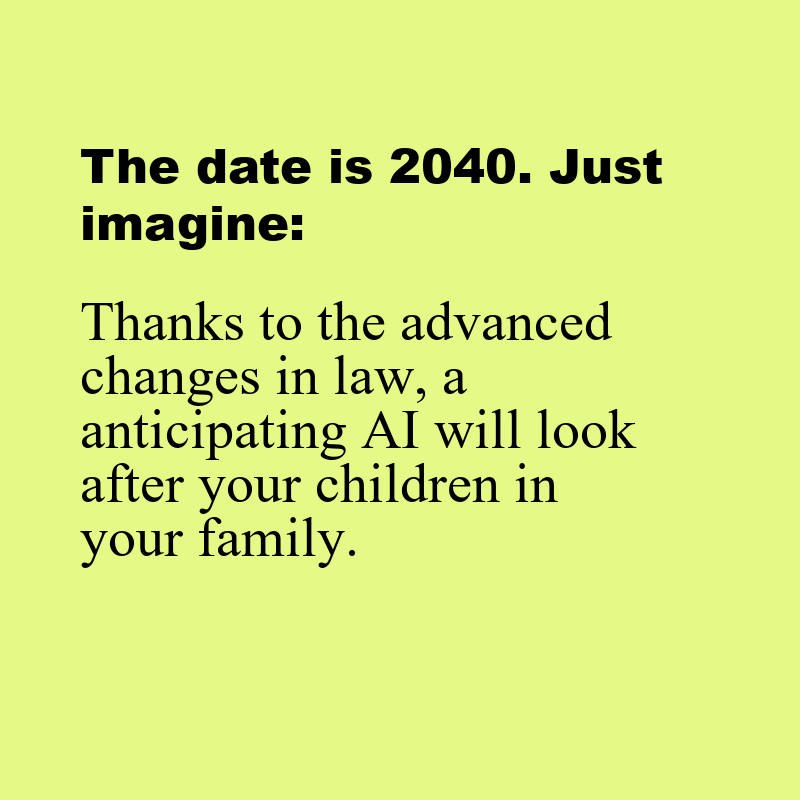 The date is 2040. Just
imagine:
Thanks to the advanced
changes in law, a
anticipating AI will look
after your children in
your family.